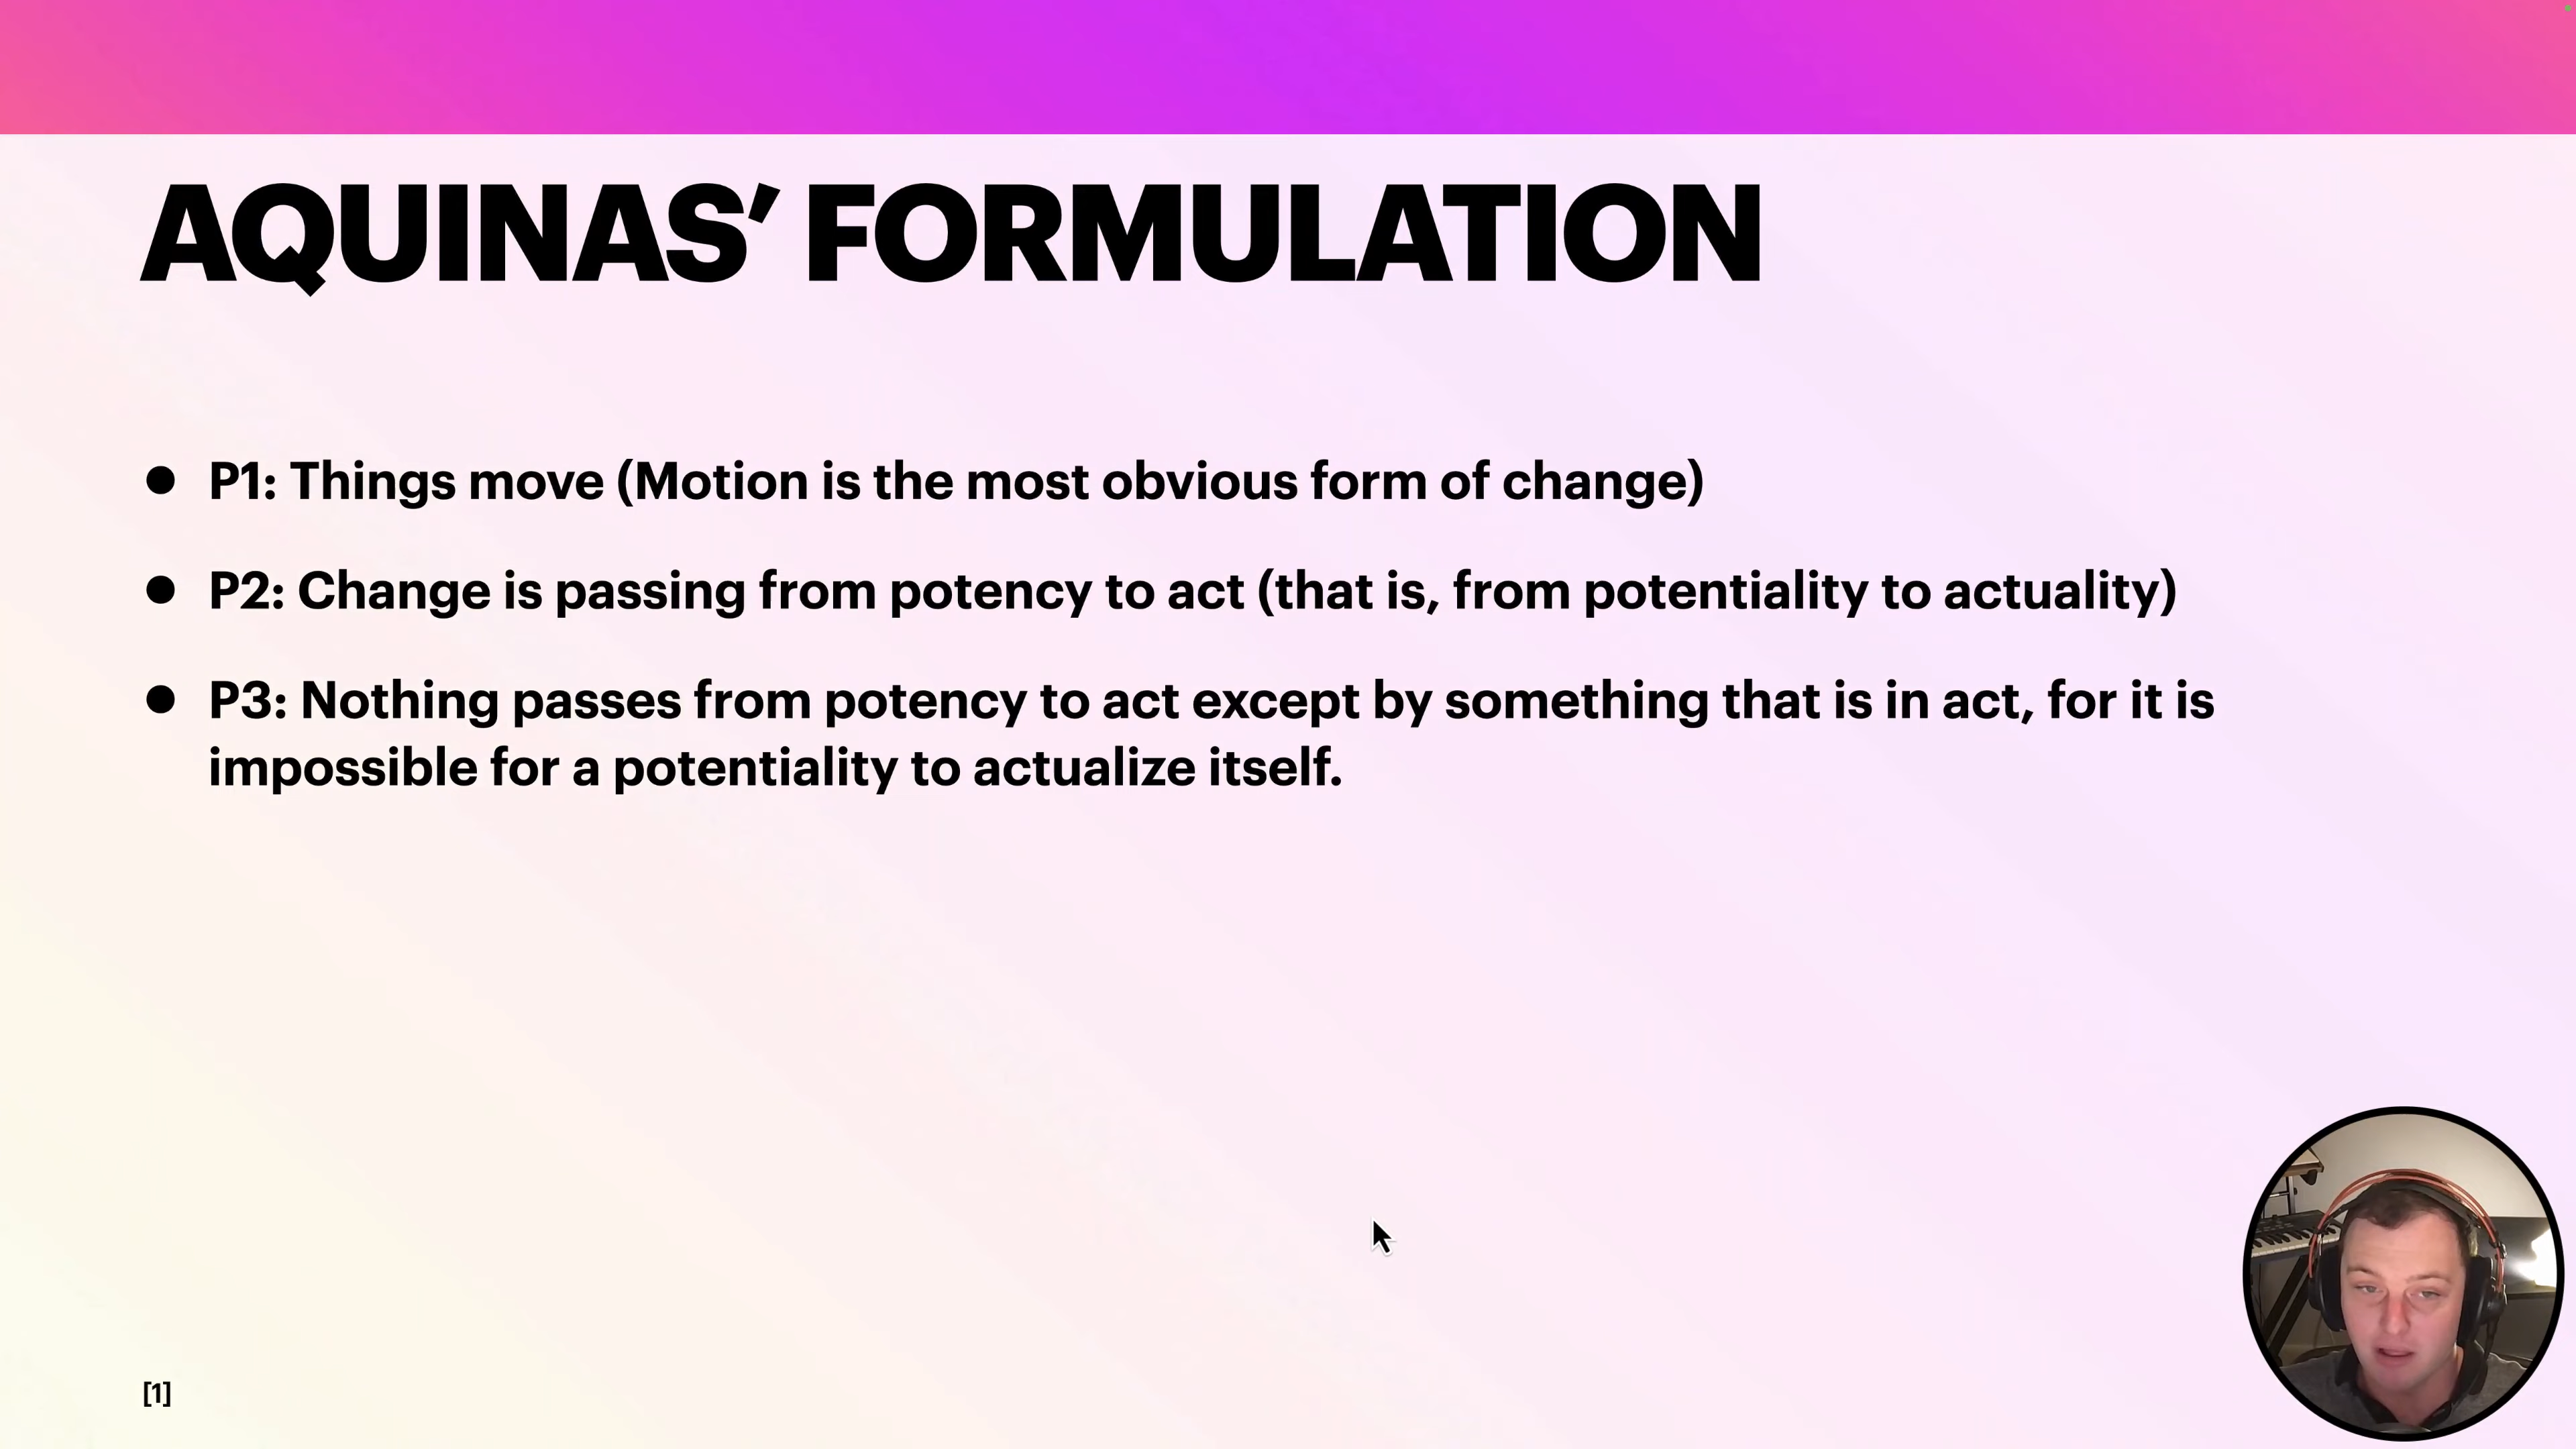 AQUINAS’ FORMULATION
● P1: Things move (Motion is the most obvious form of change)
● P2: Change is passing from potency to act (that is, from potentiality to actuality)
● P3: Nothing passes from potency to act except by something that is in act, for it is
impossible for a potentiality to actualize itself.
[1]